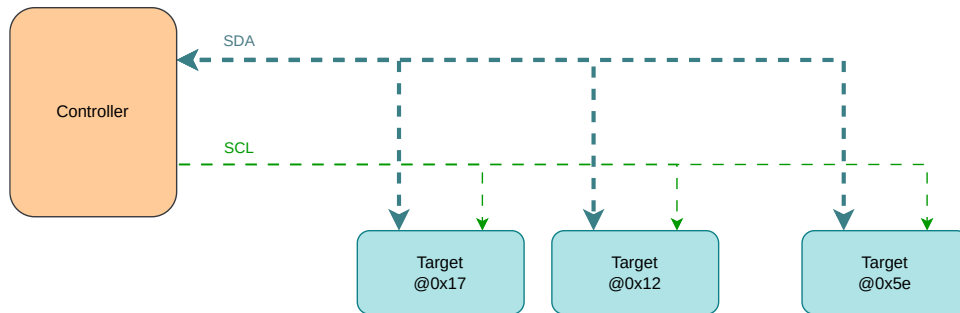 SDA
Controller
SCL
Target
@0x17
Target
@0x12
Target
@0x5e